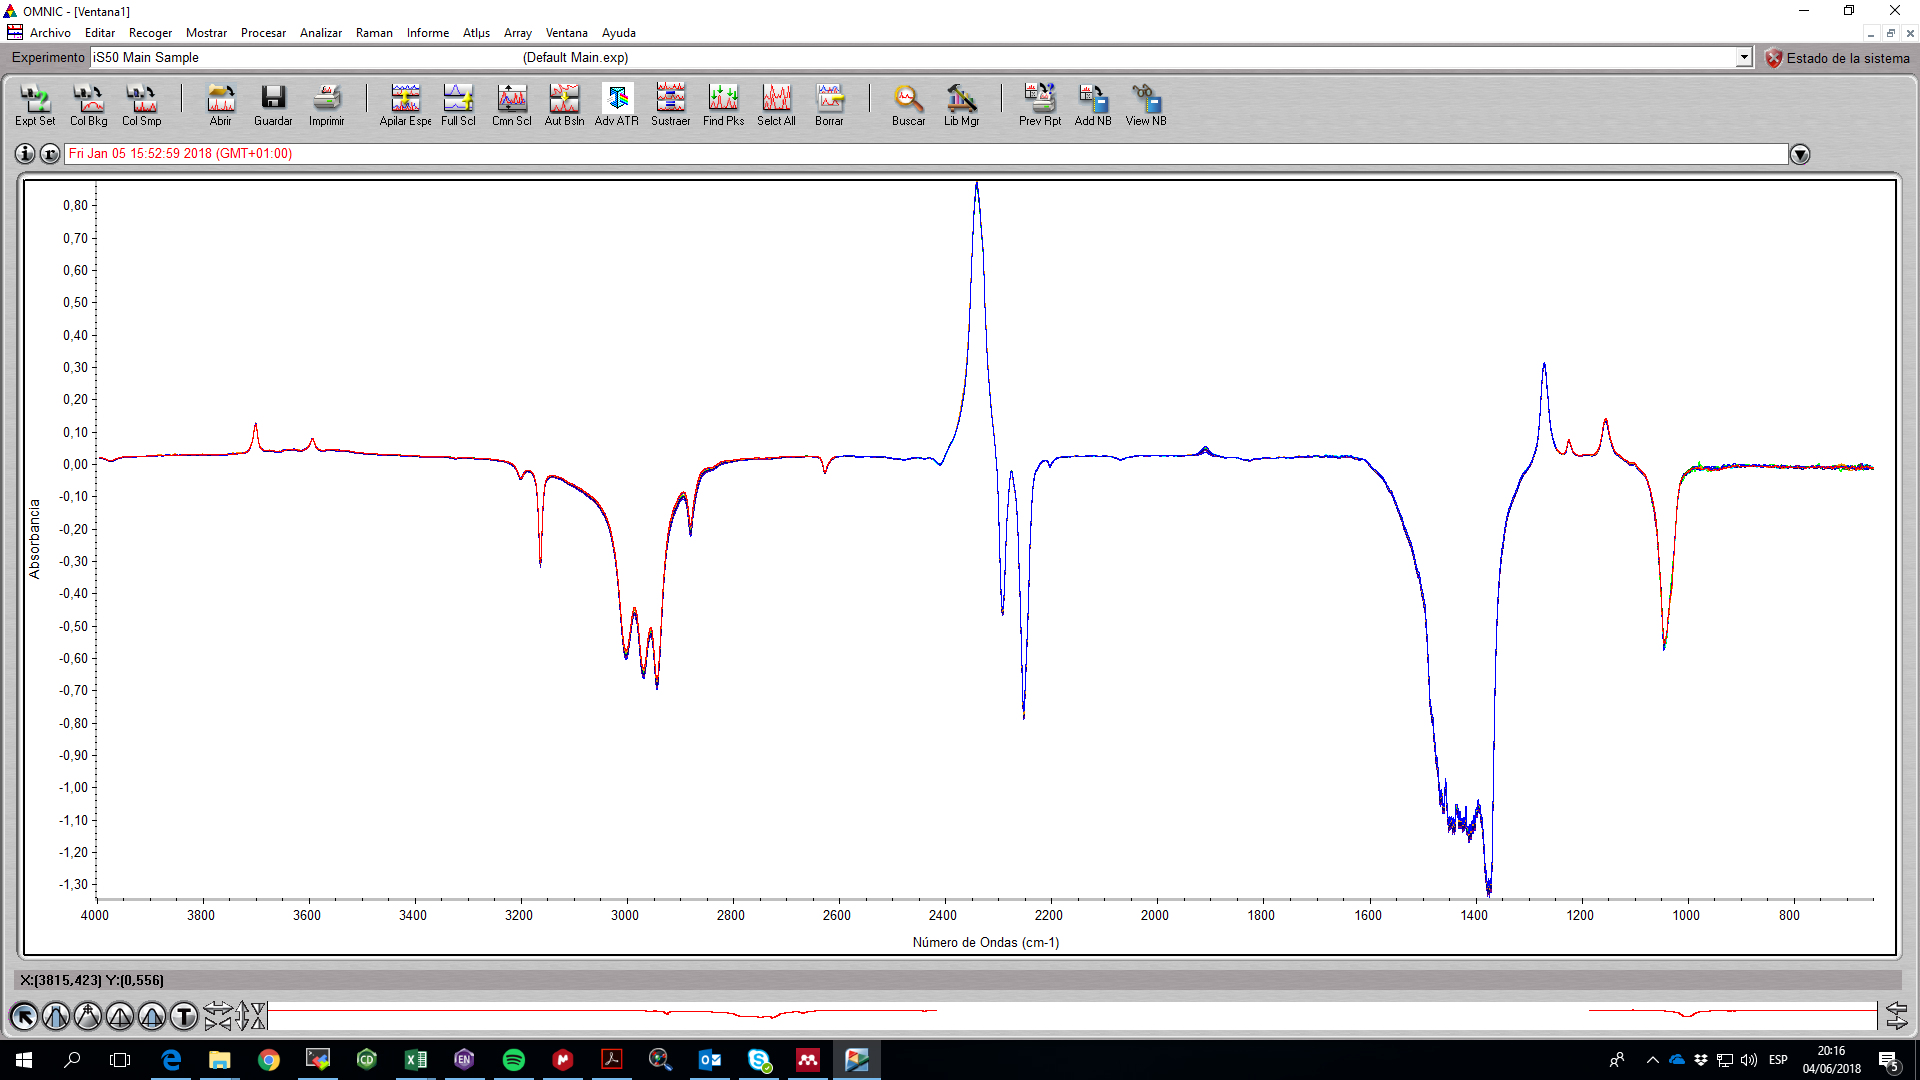 OMNIC - [Ventana1]
Archivo Editar Recoger Mostrar Procesar Analizar Raman Informe Atlµs Array Ventana Ayuda
Experimento iS50 Main Sample (Default Main.exp) Estado de la sistema
Expt Set Col Bkg Col Smp Abrir Guardar Imprimir Apilar Espe Full Scl Cmn Scl Aut Bsln Adv ATR Sustraer Find Pks Selct All Borrar Buscar Lib Mgr Prev Rpt Add NB View NB
Fri Jan 05 15:52:59 2018 (GMT+01:00)
0,80
0,70
0,60
0,50
0,40
0,30
0,20
0,10
0,00
-0,10
-0,20
-0,30
-0,40
-0,50
-0,60
-0,70
-0,80
-0,90
-1,00
-1,10
-1,20
-1,30
Absorbancia
4000 3800 3600 3400 3200 3000 2800 2600 2400 2200 2000 1800 1600 1400 1200 1000 800
Número de Ondas (cm-1)
X:(3815,423) Y:(0,556)
T
CD EN
ESP
20:16
04/06/2018
5